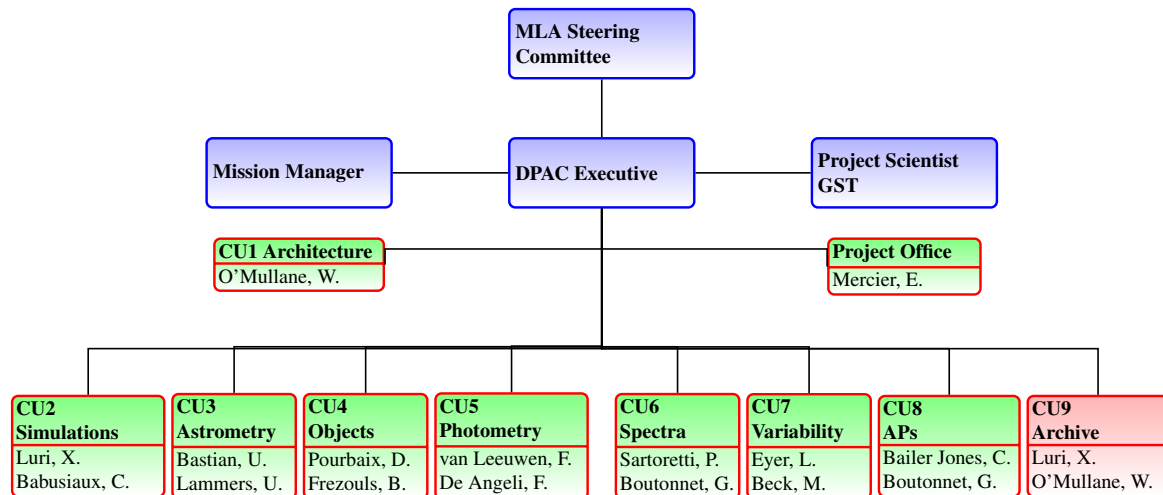 MLA Steering
Committee
Mission Manager
DPAC Executive
Project Scientist
GST
CU1 Architecture
O'Mullane, W.
Project Office
Mercier, E.
CU2
Simulations
Luri, X.
Babusiaux, C.
CU3
Astrometry
Bastian, U.
Lammers, U.
CU4
Objects
Pourbaix, D.
Frezouls, B.
CU5
Photometry
van Leeuwen, F.
De Angeli, F.
CU6
Spectra
Sartoretti, P.
Boutonnet, G.
CU7
Variability
Eyer, L.
Beck, M.
CU8
APs
Bailer Jones, C.
Boutonnet, G.
CU9
Archive
Luri, X.
O'Mullane, W.